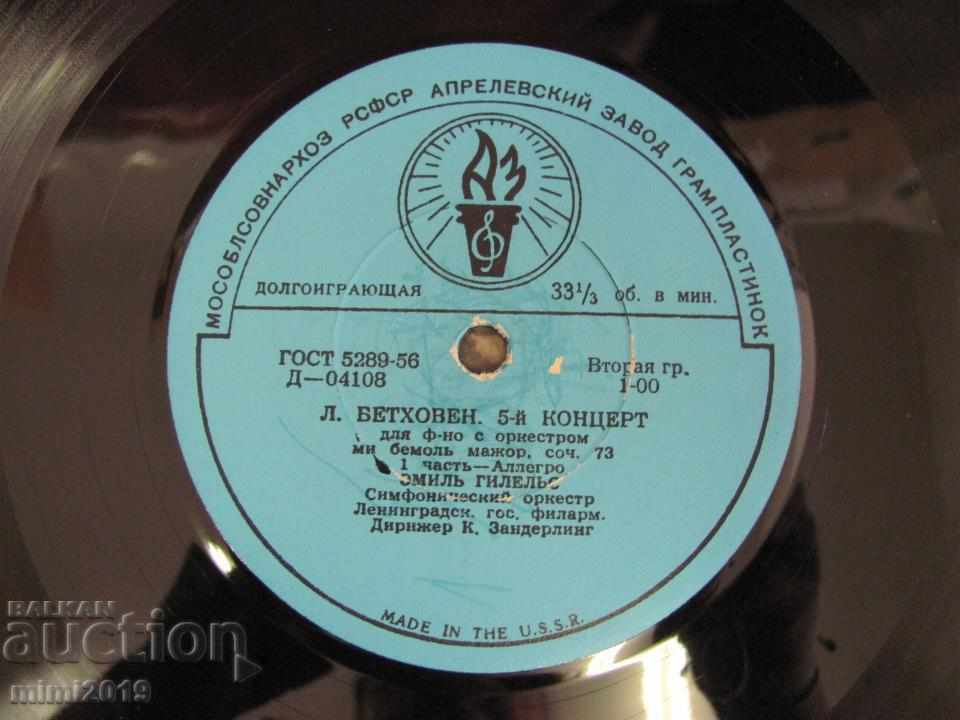 МОСОБЛСОВНАРХОЗ РСФСР АПРЕЛЕВСКИЙ ЗАВОД ГРАМПЛАСТИНОК
АЗ
ДОЛГОИГРАЮЩАЯ 33⅓ об. в мин.
ГОСТ 5289-56 Вторая гр.
Д—04108 1-00
Л. БЕТХОВЕН. 5-й КОНЦЕРТ
для ф-но с оркестром
ми бемоль мажор, соч. 73
1 часть—Аллегро
ЭМИЛЬ ГИЛЕЛЬС
Симфонический оркестр
Ленинградск. гос. филарм.
Дирижер К. Зандерлинг
MADE IN THE U.S.S.R.
BALKAN
auction
mimi2019